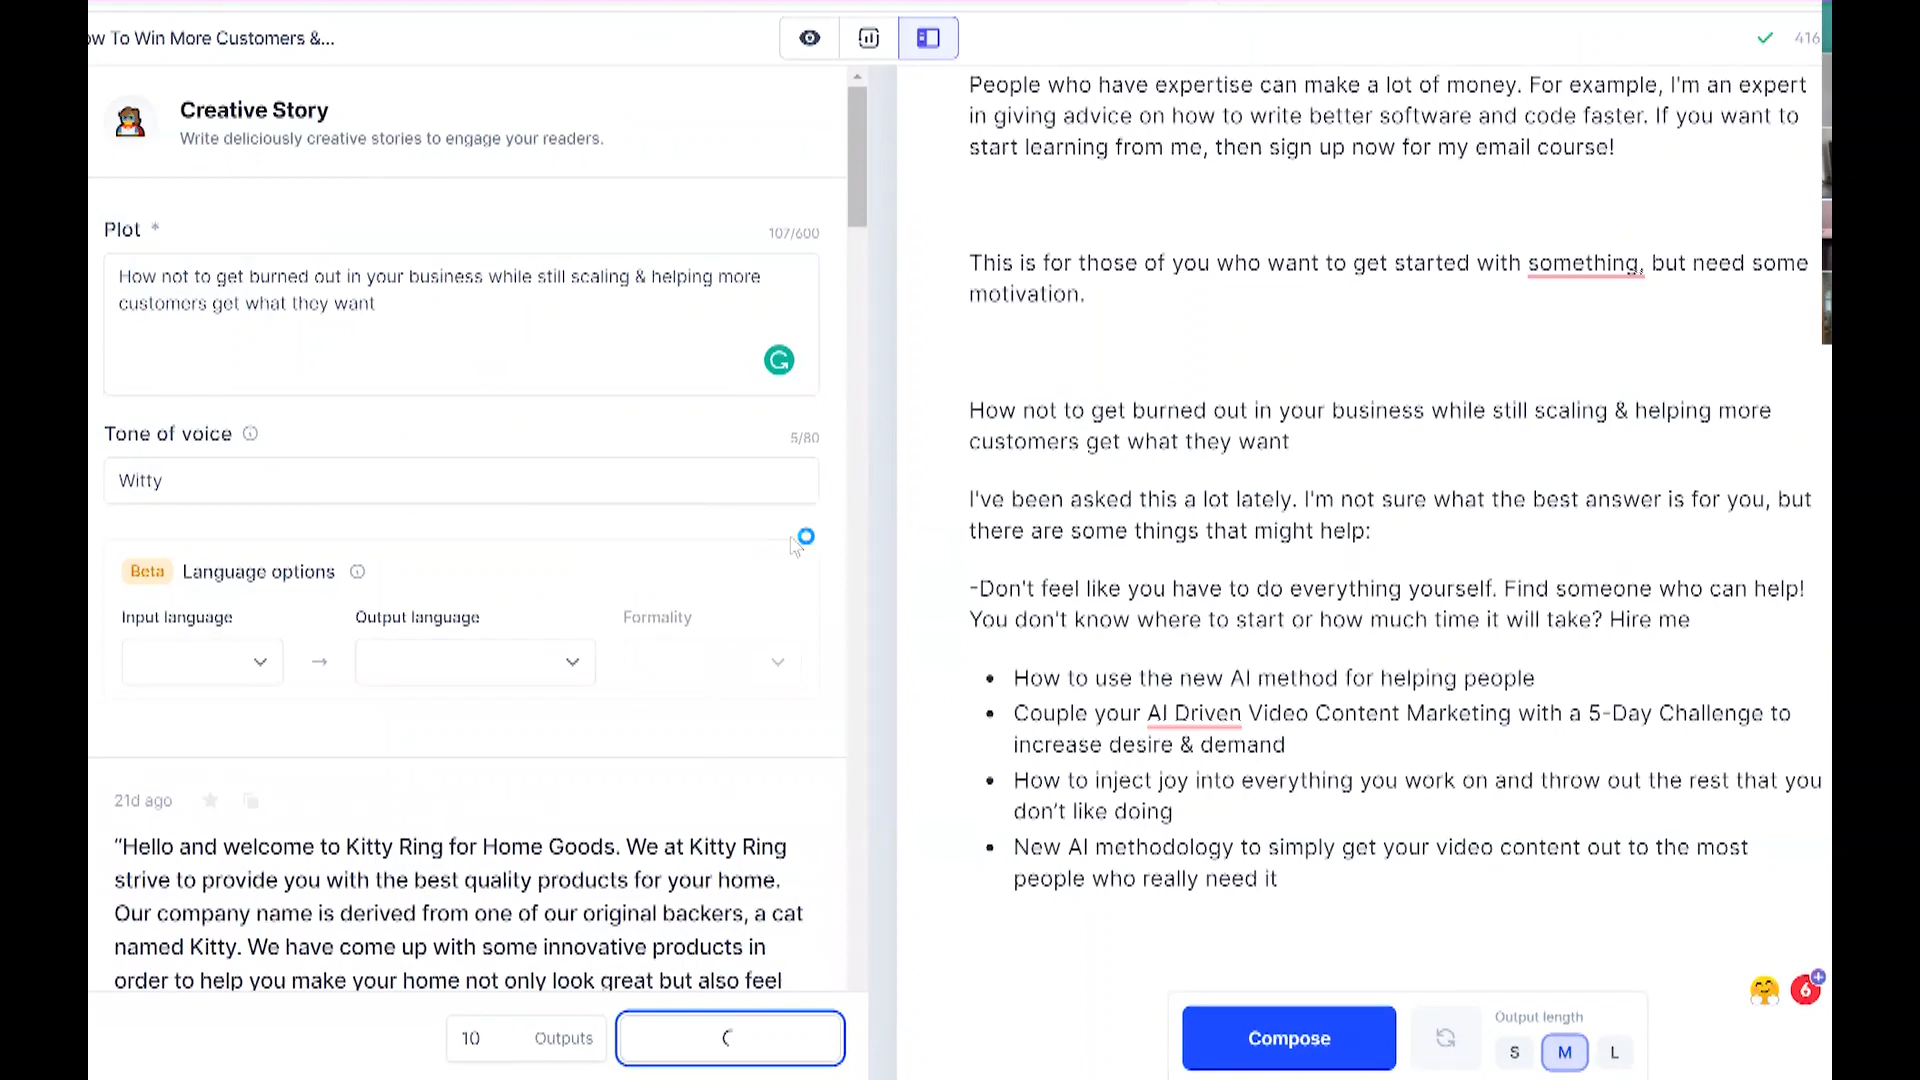 ow To Win More Customers &...
416
Creative Story
Write deliciously creative stories to engage your readers.
Plot *
107/600
How not to get burned out in your business while still scaling & helping more
customers get what they want
Tone of voice
5/80
Witty
Beta Language options
Input language
Output language
Formality
→
21d ago
“Hello and welcome to Kitty Ring for Home Goods. We at Kitty Ring
strive to provide you with the best quality products for your home.
Our company name is derived from one of our original backers, a cat
named Kitty. We have come up with some innovative products in
order to help you make your home not only look great but also feel
10 Outputs
People who have expertise can make a lot of money. For example, I'm an expert
in giving advice on how to write better software and code faster. If you want to
start learning from me, then sign up now for my email course!
This is for those of you who want to get started with something, but need some
motivation.
How not to get burned out in your business while still scaling & helping more
customers get what they want
I've been asked this a lot lately. I'm not sure what the best answer is for you, but
there are some things that might help:
-Don't feel like you have to do everything yourself. Find someone who can help!
You don't know where to start or how much time it will take? Hire me
• How to use the new AI method for helping people
• Couple your AI Driven Video Content Marketing with a 5-Day Challenge to
increase desire & demand
• How to inject joy into everything you work on and throw out the rest that you
don’t like doing
• New AI methodology to simply get your video content out to the most
people who really need it
6
+
Compose
Output length
S M L